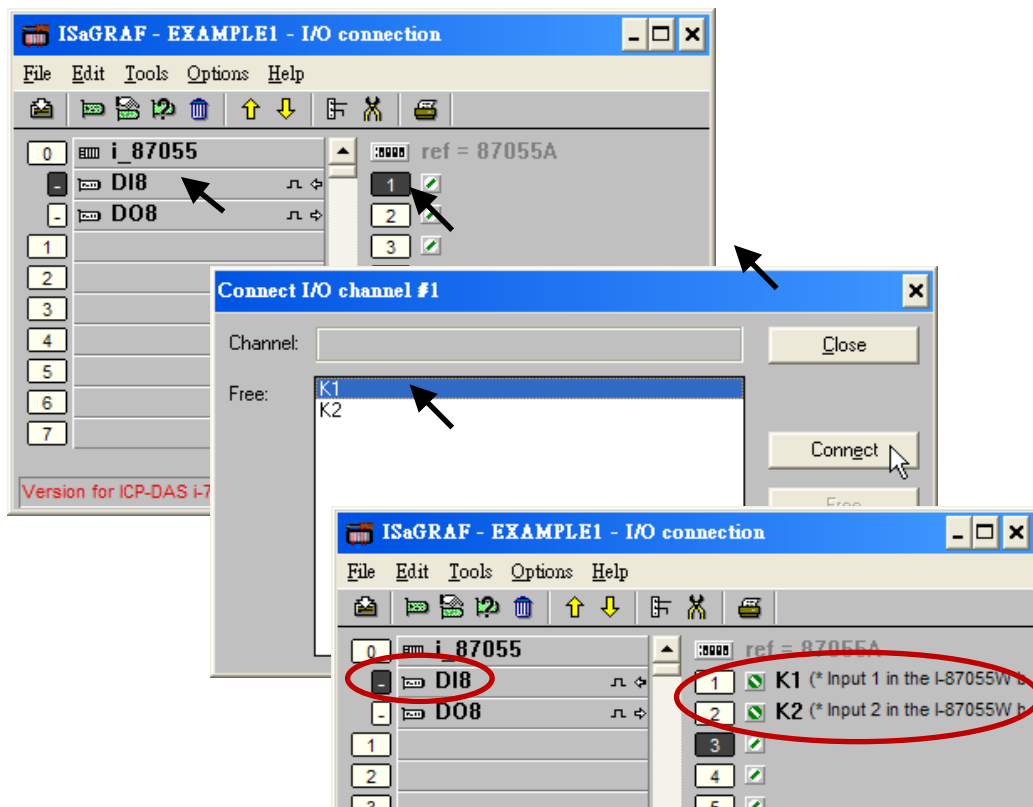 ISaGRAF - EXAMPLE1 - I/O connection
File Edit Tools Options Help
0 i_87055
- DI8
- DO8
1
2
3
4
5
6
7
ref = 87055A
1
2
3
Version for ICP-DAS i-7
Connect I/O channel #1
Channel:
Free:
K1
K2
Close
Connect
Free
ISaGRAF - EXAMPLE1 - I/O connection
File Edit Tools Options Help
0 i_87055
- DI8
- DO8
1
2
3
ref = 87055A
1 K1 (* Input 1 in the I-87055W b
2 K2 (* Input 2 in the I-87055W b
3
4
5